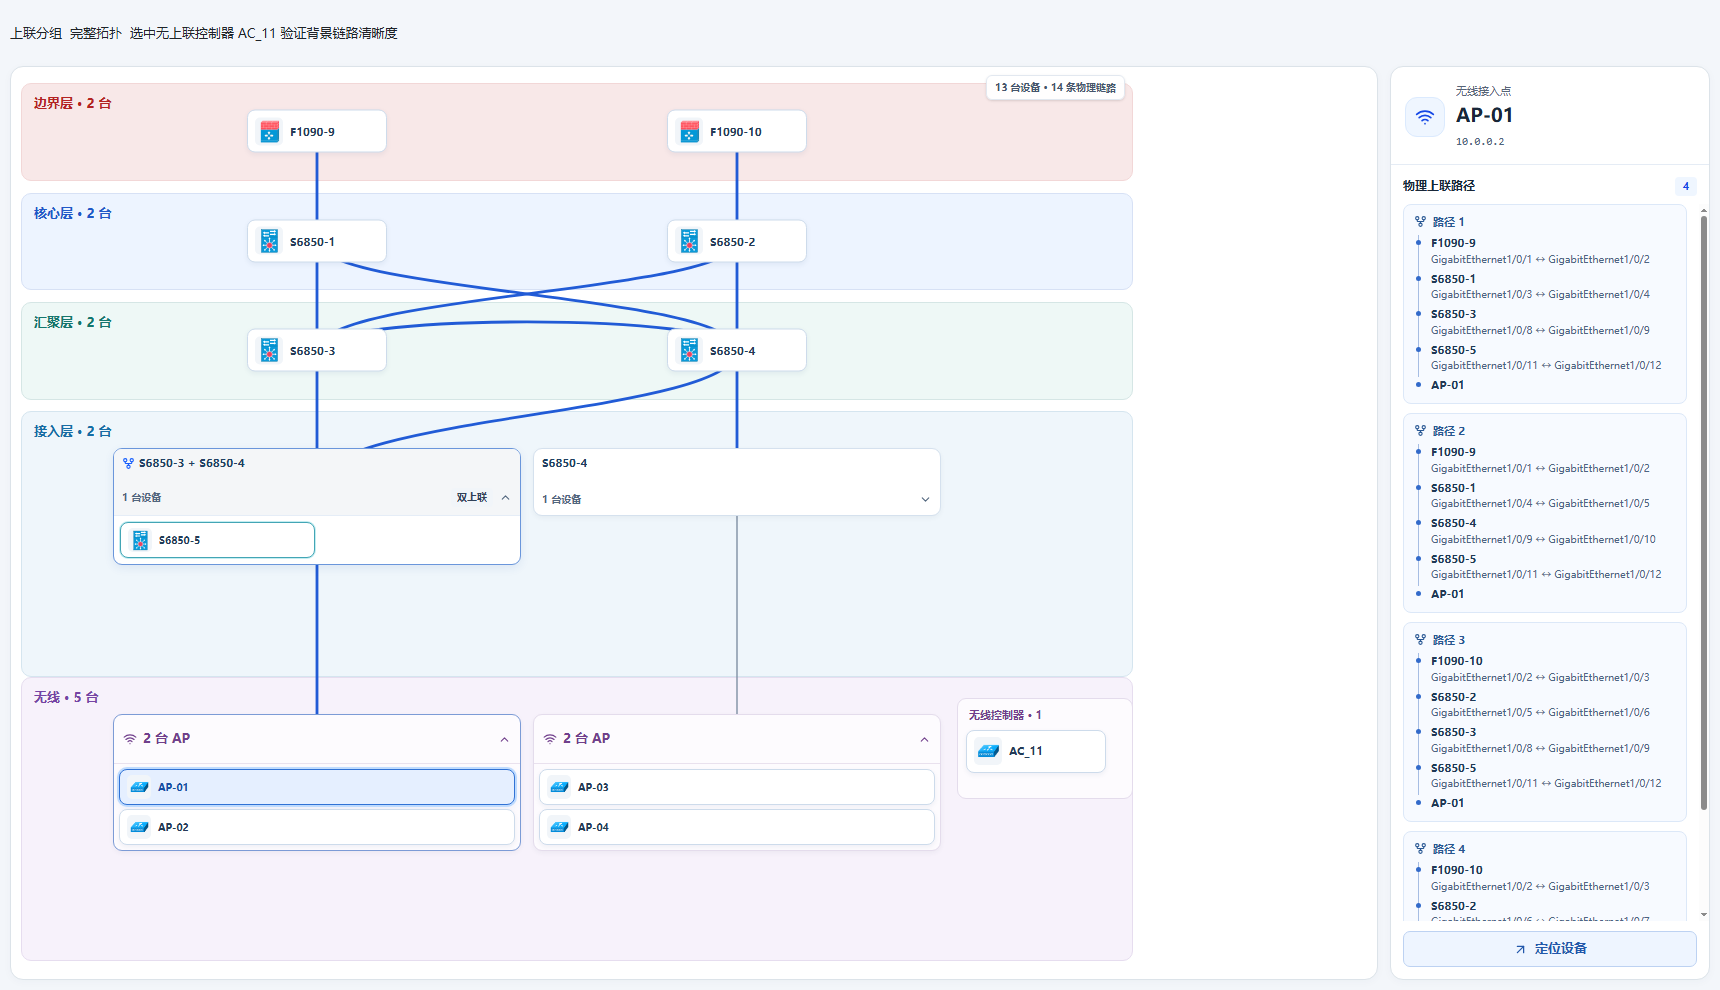 上联分组 完整拓扑 选中无上联控制器 AC_11 验证背景链路清晰度
13 台设备 • 14 条物理链路
边界层 • 2 台
F1090-9
F1090-10
核心层 • 2 台
S6850-1
S6850-2
汇聚层 • 2 台
S6850-3
S6850-4
接入层 • 2 台
S6850-3 + S6850-4
1 台设备
双上联
S6850-5
S6850-4
1 台设备
无线 • 5 台
2 台 AP
AP-01
AP-02
2 台 AP
AP-03
AP-04
无线控制器 • 1
AC_11
无线接入点
AP-01
10.0.0.2
物理上联路径
4
路径 1
F1090-9
GigabitEthernet1/0/1 ↔ GigabitEthernet1/0/2
S6850-1
GigabitEthernet1/0/3 ↔ GigabitEthernet1/0/4
S6850-3
GigabitEthernet1/0/8 ↔ GigabitEthernet1/0/9
S6850-5
GigabitEthernet1/0/11 ↔ GigabitEthernet1/0/12
AP-01
路径 2
F1090-9
GigabitEthernet1/0/1 ↔ GigabitEthernet1/0/2
S6850-1
GigabitEthernet1/0/4 ↔ GigabitEthernet1/0/5
S6850-4
GigabitEthernet1/0/9 ↔ GigabitEthernet1/0/10
S6850-5
GigabitEthernet1/0/11 ↔ GigabitEthernet1/0/12
AP-01
路径 3
F1090-10
GigabitEthernet1/0/2 ↔ GigabitEthernet1/0/3
S6850-2
GigabitEthernet1/0/5 ↔ GigabitEthernet1/0/6
S6850-3
GigabitEthernet1/0/8 ↔ GigabitEthernet1/0/9
S6850-5
GigabitEthernet1/0/11 ↔ GigabitEthernet1/0/12
AP-01
路径 4
F1090-10
GigabitEthernet1/0/2 ↔ GigabitEthernet1/0/3
S6850-2
GigabitEthernet1/0/6 ↔ GigabitEthernet1/0/7
定位设备